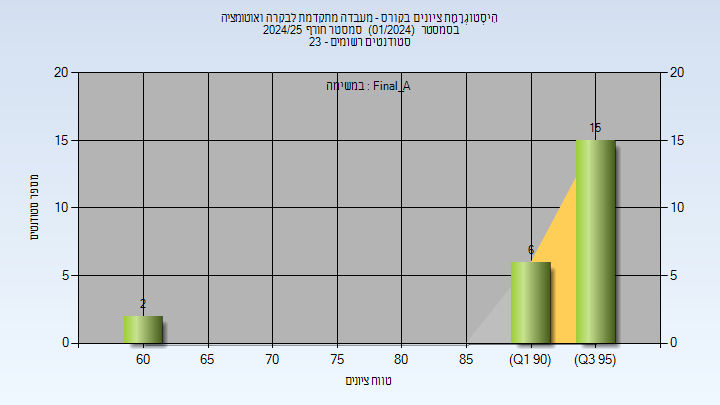 היסטוגרמת ציונים בקורס - מעבדה מתקדמת לבקרה ואוטומציה
בסמסטר (01/2024) סמסטר חורף 2024/25
סטודנטים רשומים - 23
במשימה : Final_A
מספר סטודנטים
20 20
15 15
10 10
5 5
0 0
2
6
15
60 65 70 75 80 85 (Q1 90) (Q3 95)
טווח ציונים